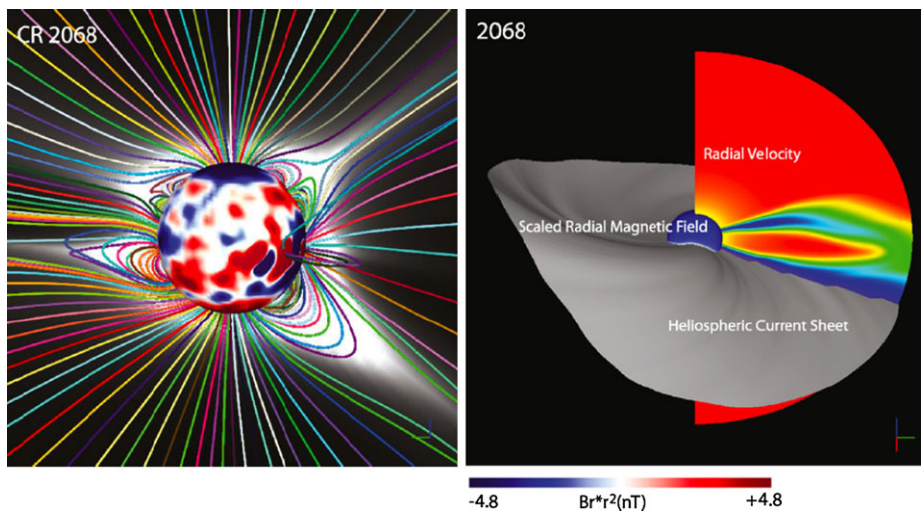 CR 2068
2068
Radial Velocity
Scaled Radial Magnetic Field
Heliospheric Current Sheet
-4.8 Br*r²(nT) +4.8